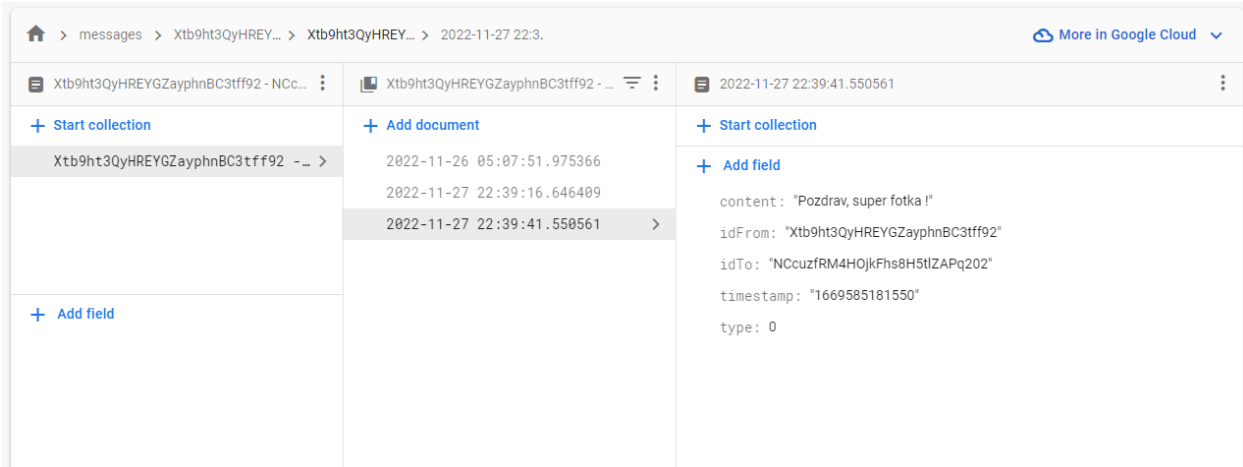 messages > Xtb9ht3QyHREY... > Xtb9ht3QyHREY... > 2022-11-27 22:3.
More in Google Cloud
Xtb9ht3QyHREYGZayphnBC3tff92 - NCc...
Xtb9ht3QyHREYGZayphnBC3tff92 - ...
2022-11-27 22:39:41.550561
+ Start collection
+ Add document
+ Start collection
Xtb9ht3QyHREYGZayphnBC3tff92 -… >
2022-11-26 05:07:51.975366
2022-11-27 22:39:16.646409
2022-11-27 22:39:41.550561 >
+ Add field
+ Add field
content: "Pozdrav, super fotka !"
idFrom: "Xtb9ht3QyHREYGZayphnBC3tff92"
idTo: "NCcuzfRM4HOjkFhs8H5tlZAPq202"
timestamp: "1669585181550"
type: 0